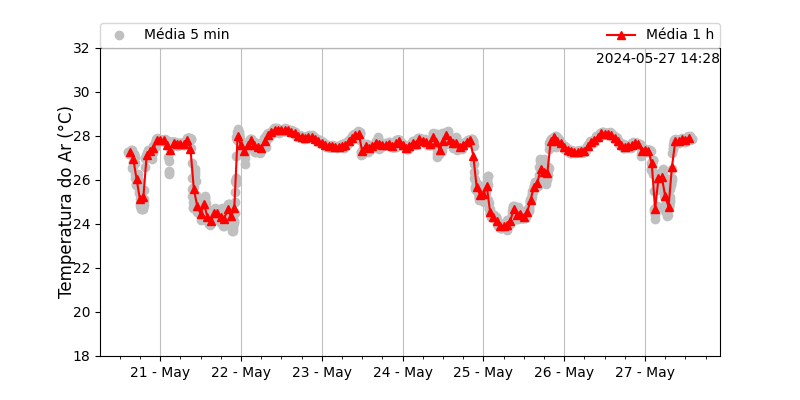 Média 5 min
Média 1 h
2024-05-27 14:28
Temperatura do Ar (°C)
32
30
28
26
24
22
20
18
21 - May
22 - May
23 - May
24 - May
25 - May
26 - May
27 - May